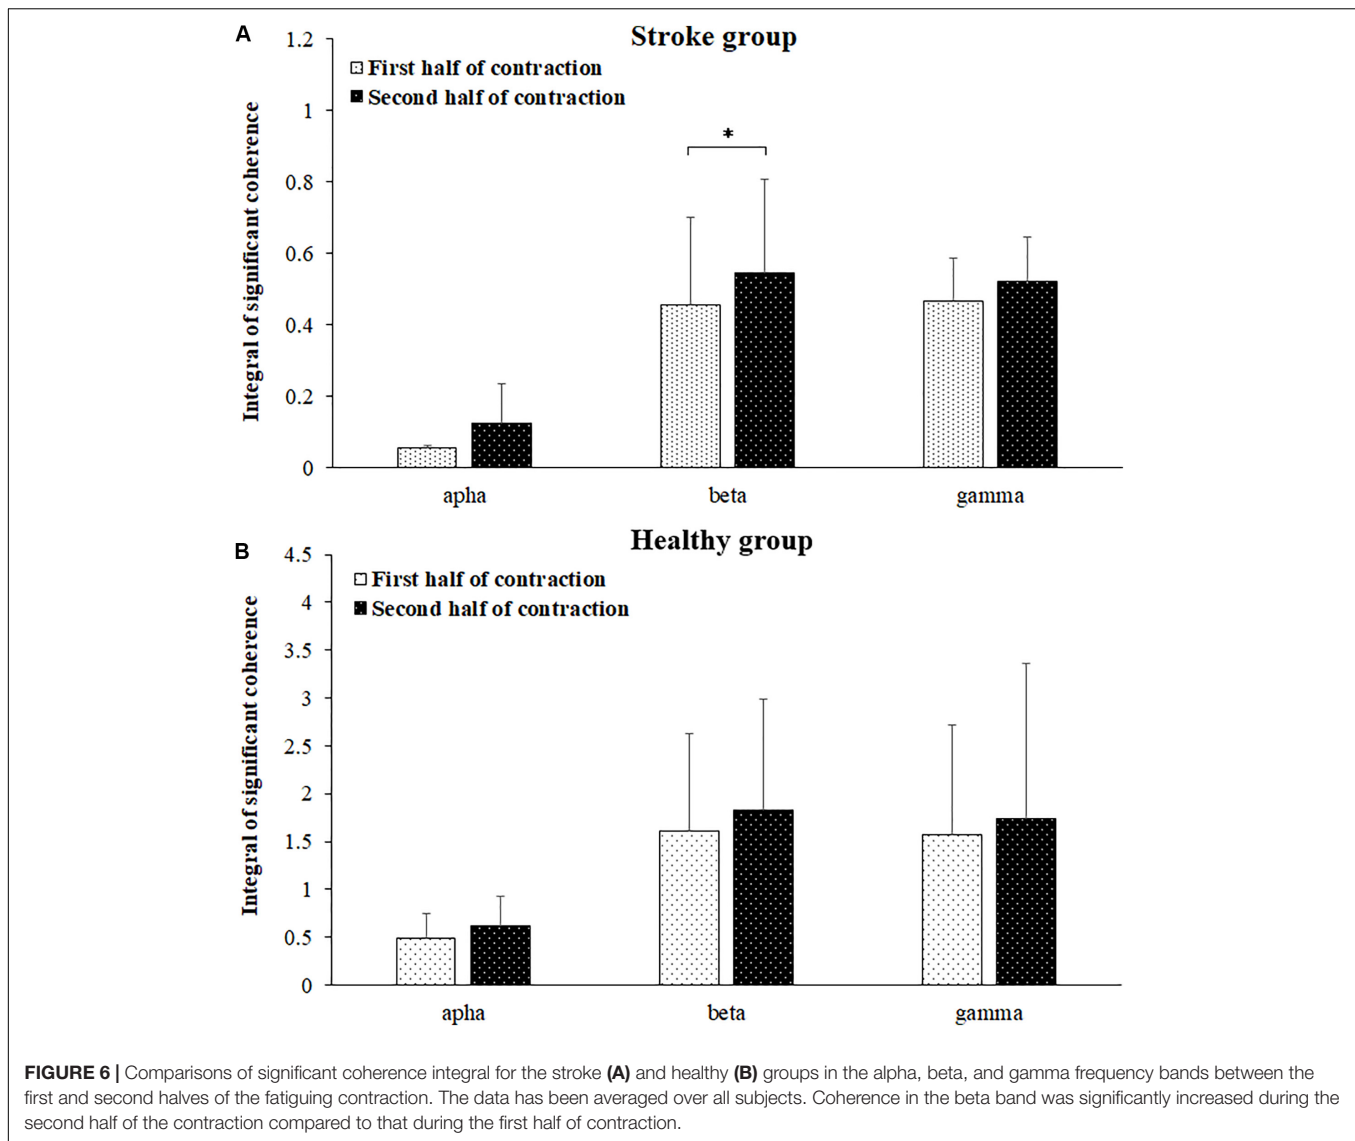 A
Stroke group
1.2
1
0.8
0.6
0.4
0.2
0
Integral of significant coherence
First half of contraction
Second half of contraction
*
apha beta gamma
B
Healthy group
4.5
4
3.5
3
2.5
2
1.5
1
0.5
0
Integral of significant coherence
First half of contraction
Second half of contraction
apha beta gamma
FIGURE 6 | Comparisons of significant coherence integral for the stroke (A) and healthy (B) groups in the alpha, beta, and gamma frequency bands between the
first and second halves of the fatiguing contraction. The data has been averaged over all subjects. Coherence in the beta band was significantly increased during the
second half of the contraction compared to that during the first half of contraction.